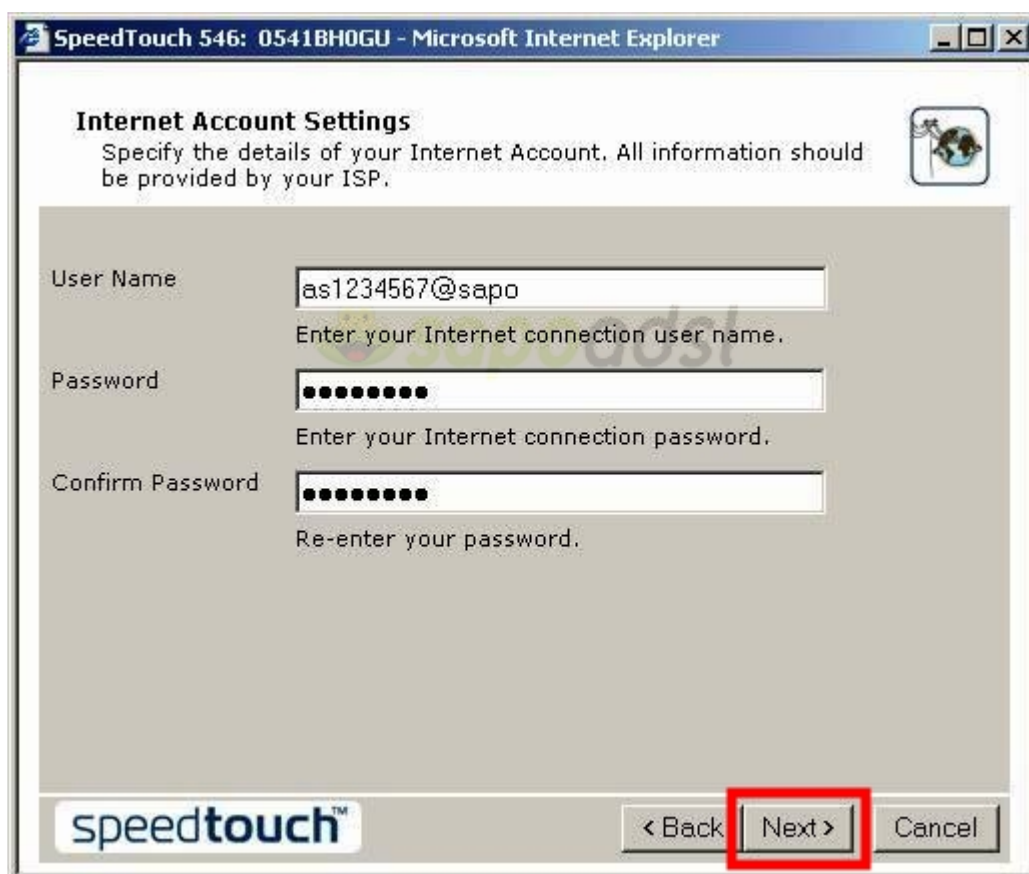 SpeedTouch 546: 0541BH0GU - Microsoft Internet Explorer
Internet Account Settings
Specify the details of your Internet Account. All information should
be provided by your ISP.
User Name
as1234567@sapo
Enter your Internet connection user name.
sapoadsl
Password
••••••••
Enter your Internet connection password.
Confirm Password
••••••••
Re-enter your password.
speedtouch™
< Back
Next >
Cancel